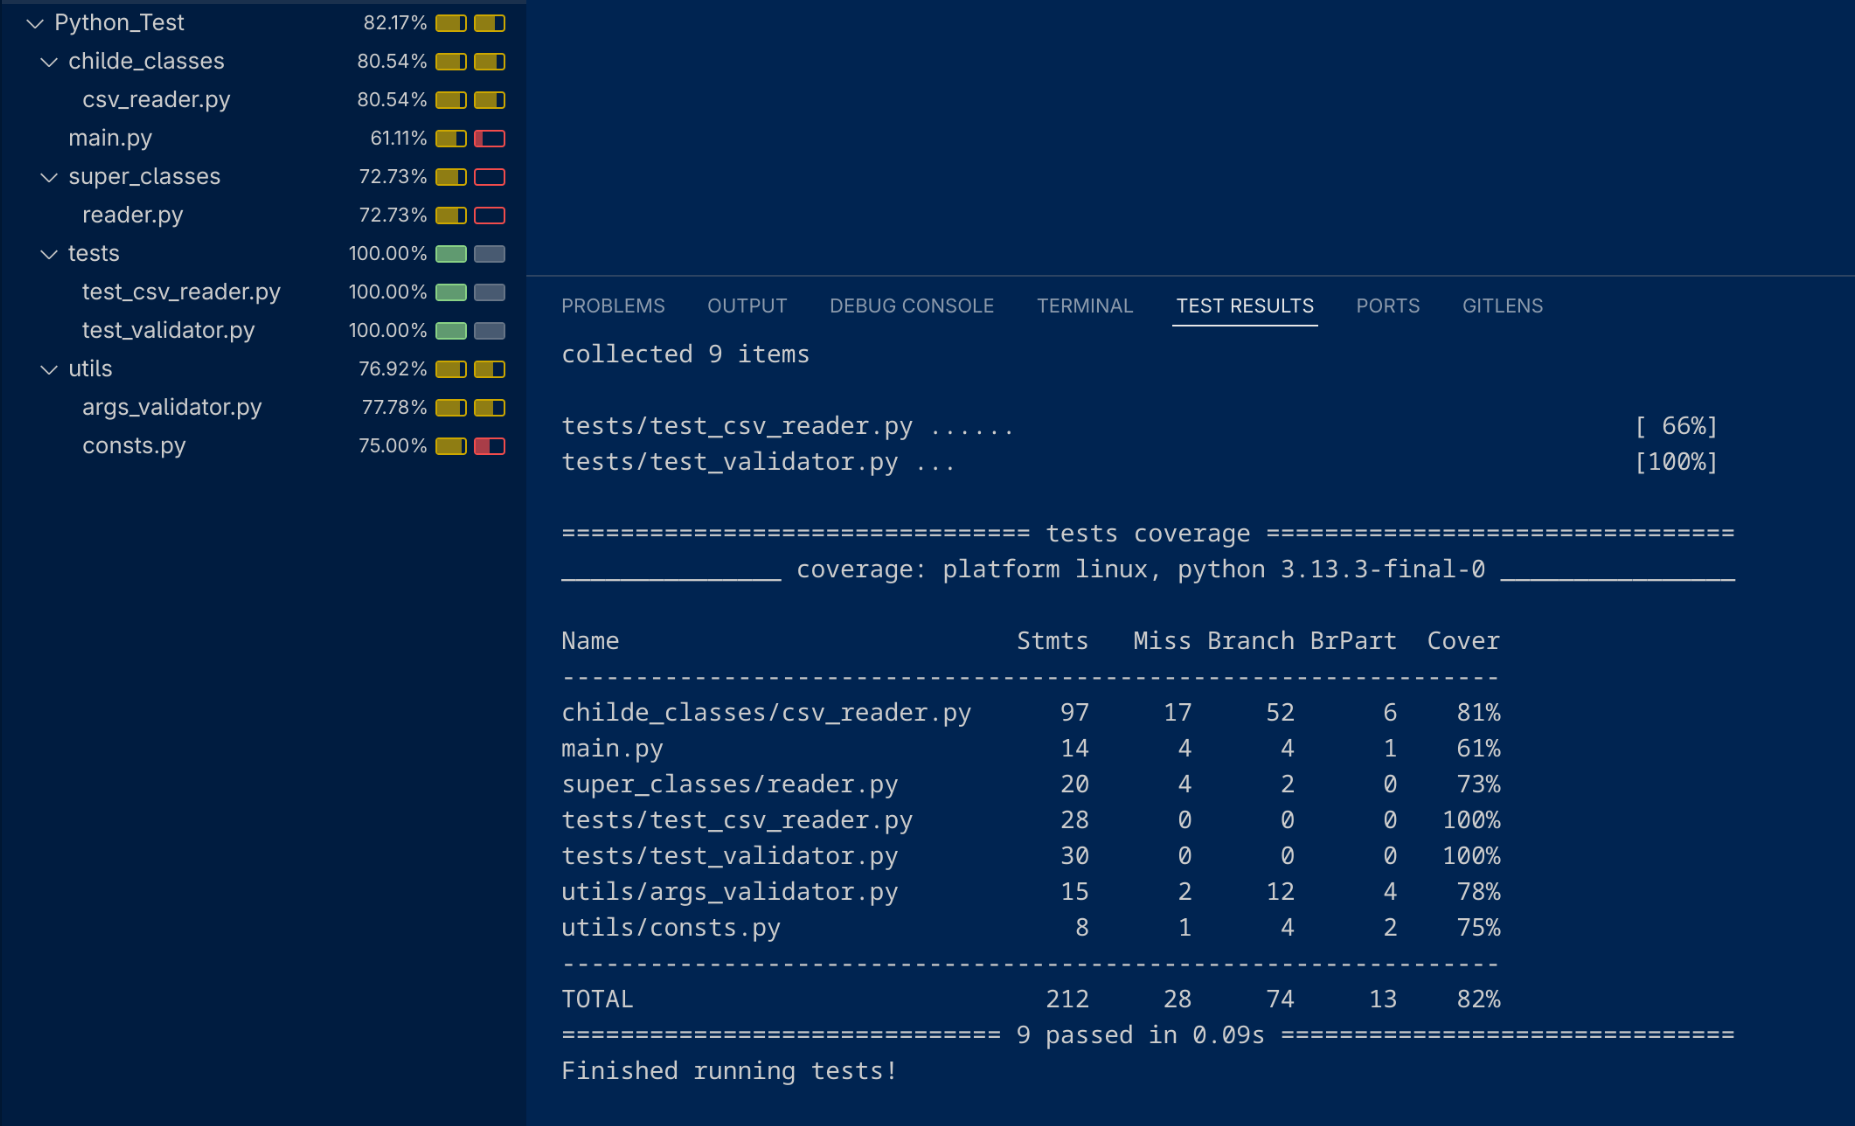 Python_Test 82.17%
childe_classes 80.54%
csv_reader.py 80.54%
main.py 61.11%
super_classes 72.73%
reader.py 72.73%
tests 100.00%
test_csv_reader.py 100.00%
test_validator.py 100.00%
utils 76.92%
args_validator.py 77.78%
consts.py 75.00%
PROBLEMS OUTPUT DEBUG CONSOLE TERMINAL TEST RESULTS PORTS GITLENS
collected 9 items
tests/test_csv_reader.py ...... [ 66%]
tests/test_validator.py ... [100%]
================================ tests coverage ================================
_______________ coverage: platform linux, python 3.13.3-final-0 ________________
Name Stmts Miss Branch BrPart Cover
----------------------------------------------------------------
childe_classes/csv_reader.py 97 17 52 6 81%
main.py 14 4 4 1 61%
super_classes/reader.py 20 4 2 0 73%
tests/test_csv_reader.py 28 0 0 0 100%
tests/test_validator.py 30 0 0 0 100%
utils/args_validator.py 15 2 12 4 78%
utils/consts.py 8 1 4 2 75%
----------------------------------------------------------------
TOTAL 212 28 74 13 82%
============================== 9 passed in 0.09s ===============================
Finished running tests!